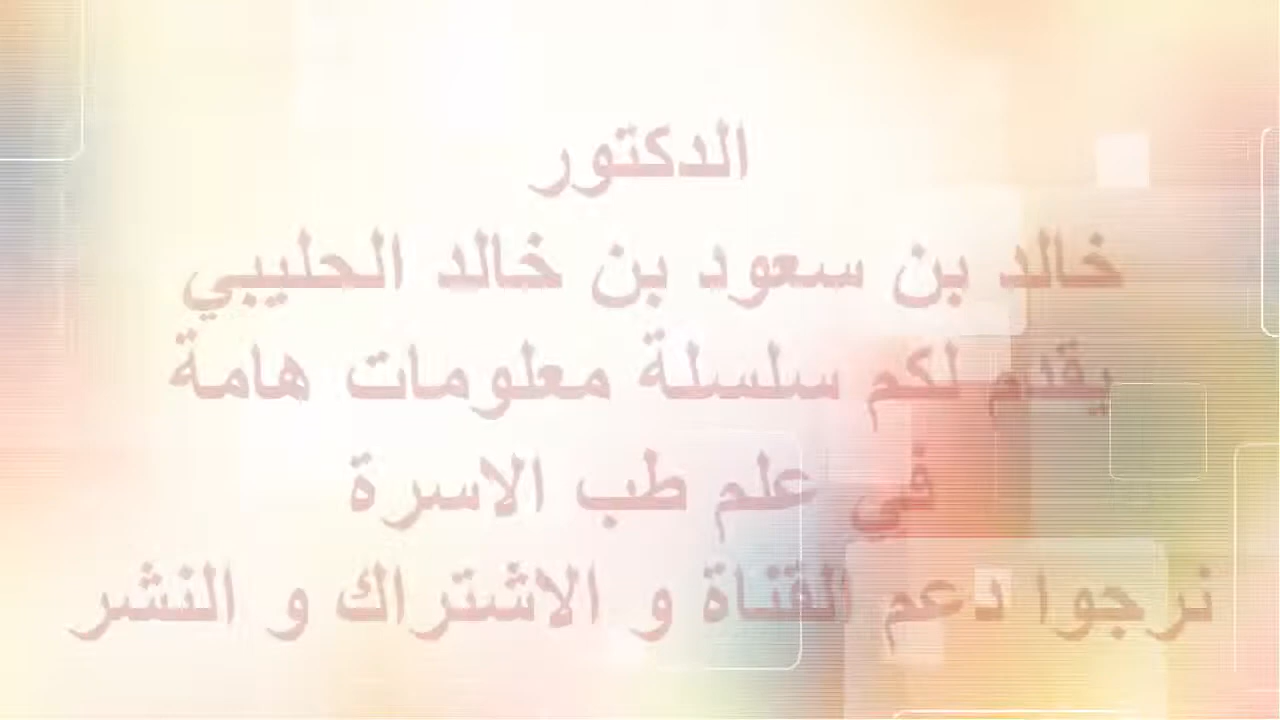 الدكتور
خالد بن سعود بن خالد الحليبي
يقدم لكم سلسلة معلومات هامة
في علم طب الاسرة
نرجوا دعم القناة و الاشتراك و النشر